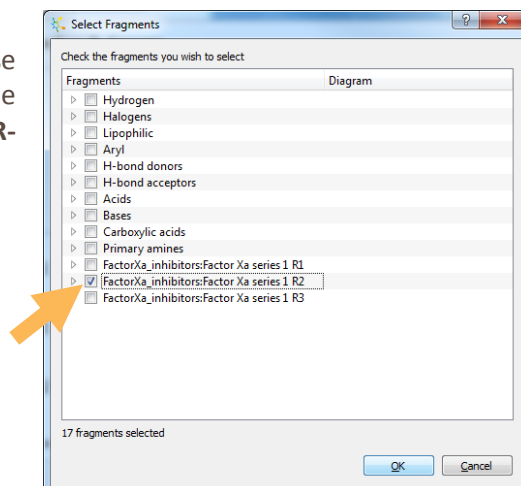 Select Fragments
Check the fragments you wish to select
Fragments Diagram
Hydrogen
Halogens
Lipophilic
Aryl
H-bond donors
H-bond acceptors
Acids
Bases
Carboxylic acids
Primary amines
FactorXa_inhibitors:Factor Xa series 1 R1
FactorXa_inhibitors:Factor Xa series 1 R2
FactorXa_inhibitors:Factor Xa series 1 R3
17 fragments selected
OK Cancel